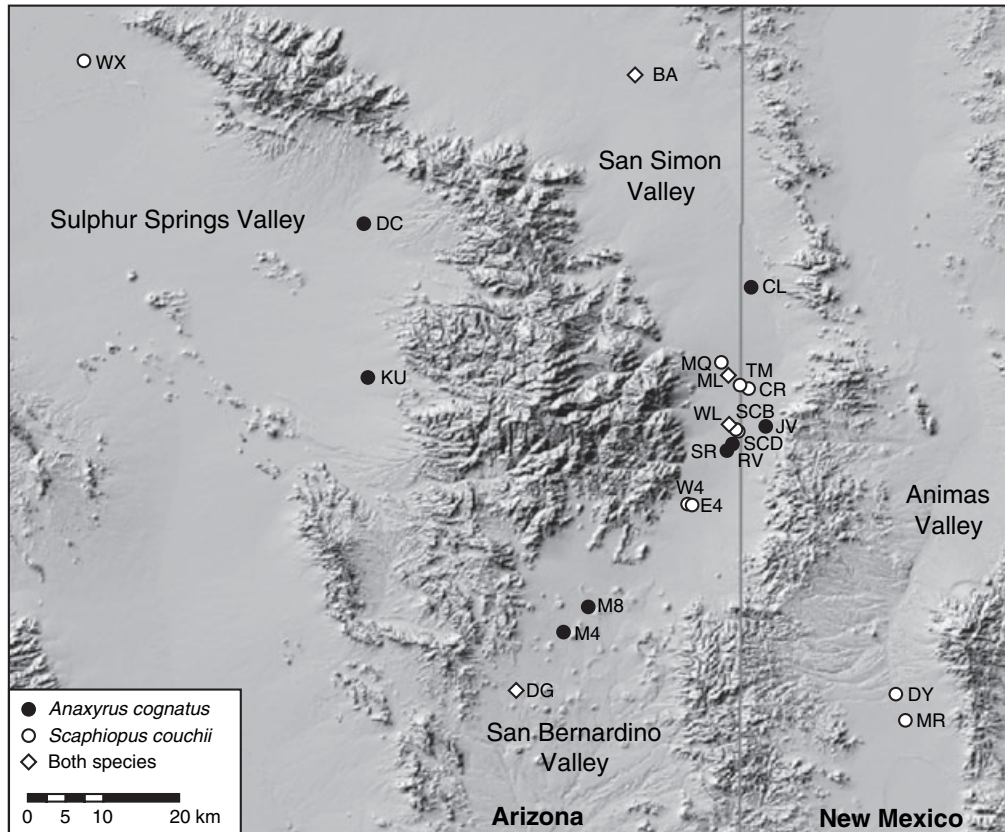 WX
BA
San Simon
Valley
Sulphur Springs Valley
DC
CL
MQ
TM
ML
CR
KU
WL
SCB
JV
SCD
SR
RV
W4
E4
Animas
Valley
M8
M4
DG
DY
MR
San Bernardino
Valley
Anaxyrus cognatus
Scaphiopus couchii
Both species
0 5 10 20 km
Arizona
New Mexico